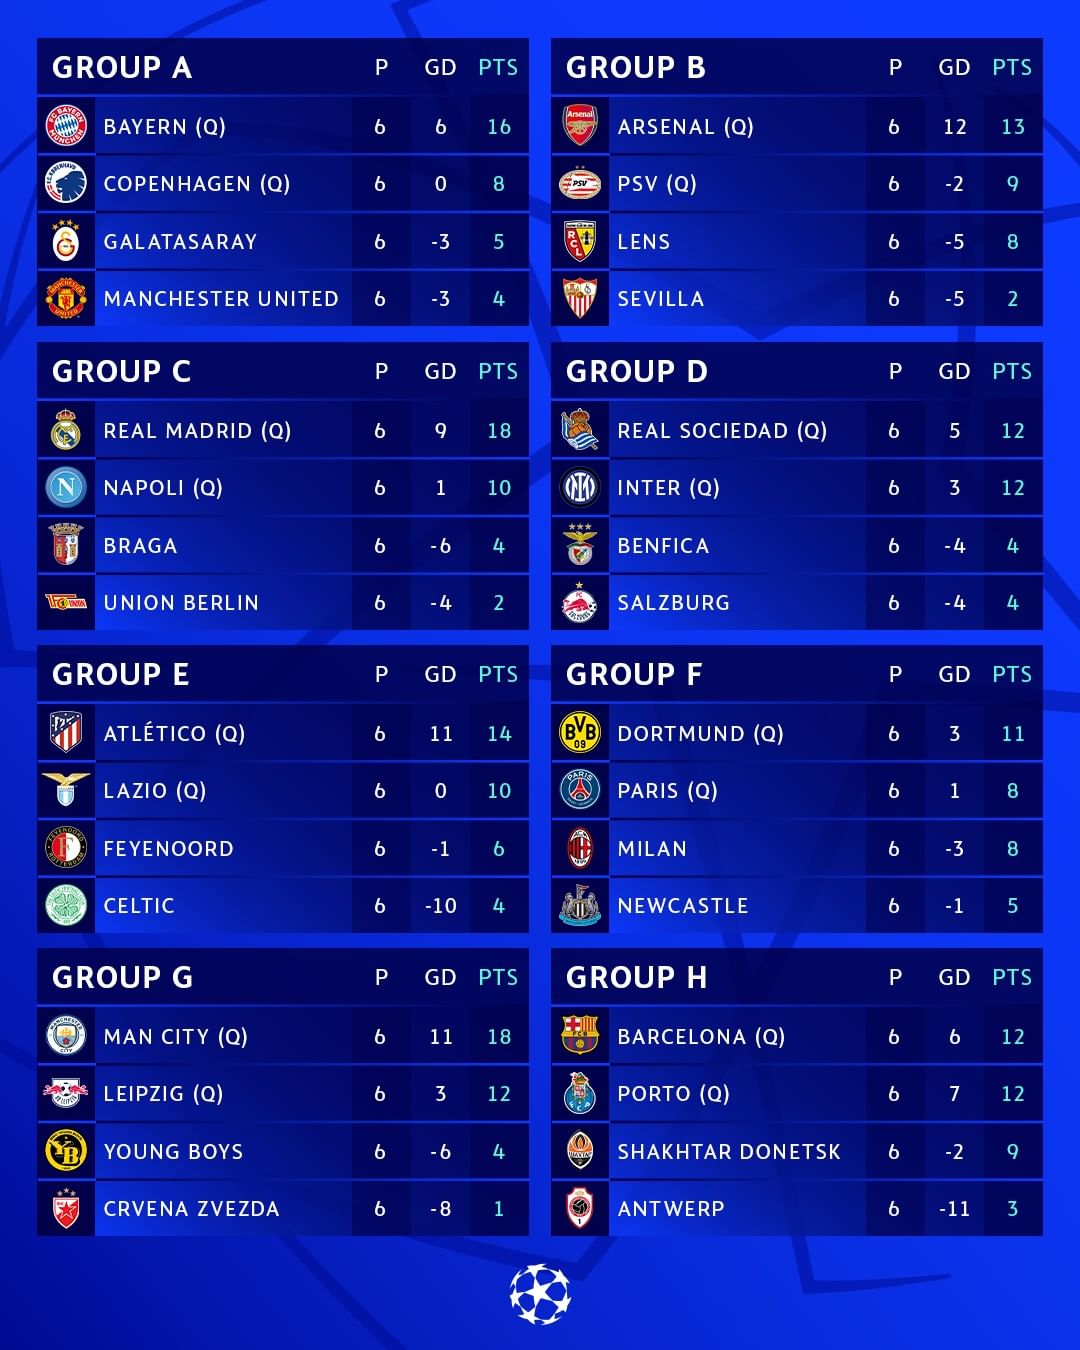 GROUP A P GD PTS
BAYERN (Q) 6 6 16
COPENHAGEN (Q) 6 0 8
GALATASARAY 6 -3 5
MANCHESTER UNITED 6 -3 4
GROUP B P GD PTS
ARSENAL (Q) 6 12 13
PSV (Q) 6 -2 9
LENS 6 -5 8
SEVILLA 6 -5 2
GROUP C P GD PTS
REAL MADRID (Q) 6 9 18
NAPOLI (Q) 6 1 10
BRAGA 6 -6 4
UNION BERLIN 6 -4 2
GROUP D P GD PTS
REAL SOCIEDAD (Q) 6 5 12
INTER (Q) 6 3 12
BENFICA 6 -4 4
SALZBURG 6 -4 4
GROUP E P GD PTS
ATLÉTICO (Q) 6 11 14
LAZIO (Q) 6 0 10
FEYENOORD 6 -1 6
CELTIC 6 -10 4
GROUP F P GD PTS
DORTMUND (Q) 6 3 11
PARIS (Q) 6 1 8
MILAN 6 -3 8
NEWCASTLE 6 -1 5
GROUP G P GD PTS
MAN CITY (Q) 6 11 18
LEIPZIG (Q) 6 3 12
YOUNG BOYS 6 -6 4
CRVENA ZVEZDA 6 -8 1
GROUP H P GD PTS
BARCELONA (Q) 6 6 12
PORTO (Q) 6 7 12
SHAKHTAR DONETSK 6 -2 9
ANTWERP 6 -11 3